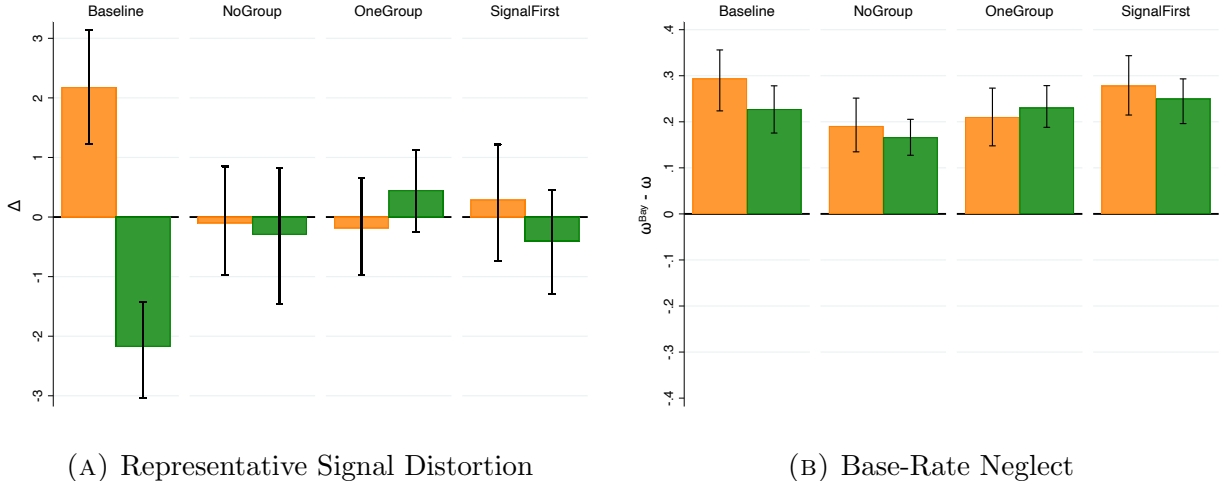 Baseline NoGroup OneGroup SignalFirst
3
2
1
0
-1
-2
-3
Δ
Baseline NoGroup OneGroup SignalFirst
.4
.3
.2
.1
0
-.1
-.2
-.3
-.4
ω^Bay - ω
(A) Representative Signal Distortion
(B) Base-Rate Neglect